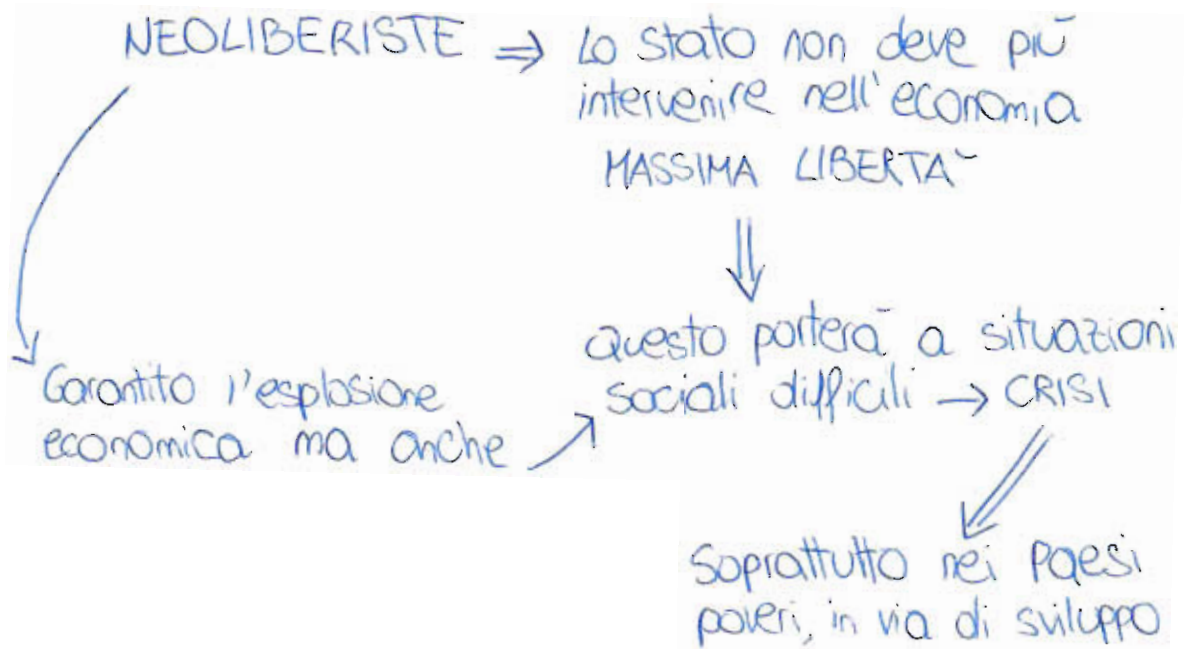 NEOLIBERISTE ⇒ Lo stato non deve più
intervenire nell'economia
MASSIMA LIBERTÀ
Questo porterà a situazioni
sociali difficili → CRISI
Garantito l'esplosione
economica ma anche
Soprattutto nei paesi
poveri, in via di sviluppo